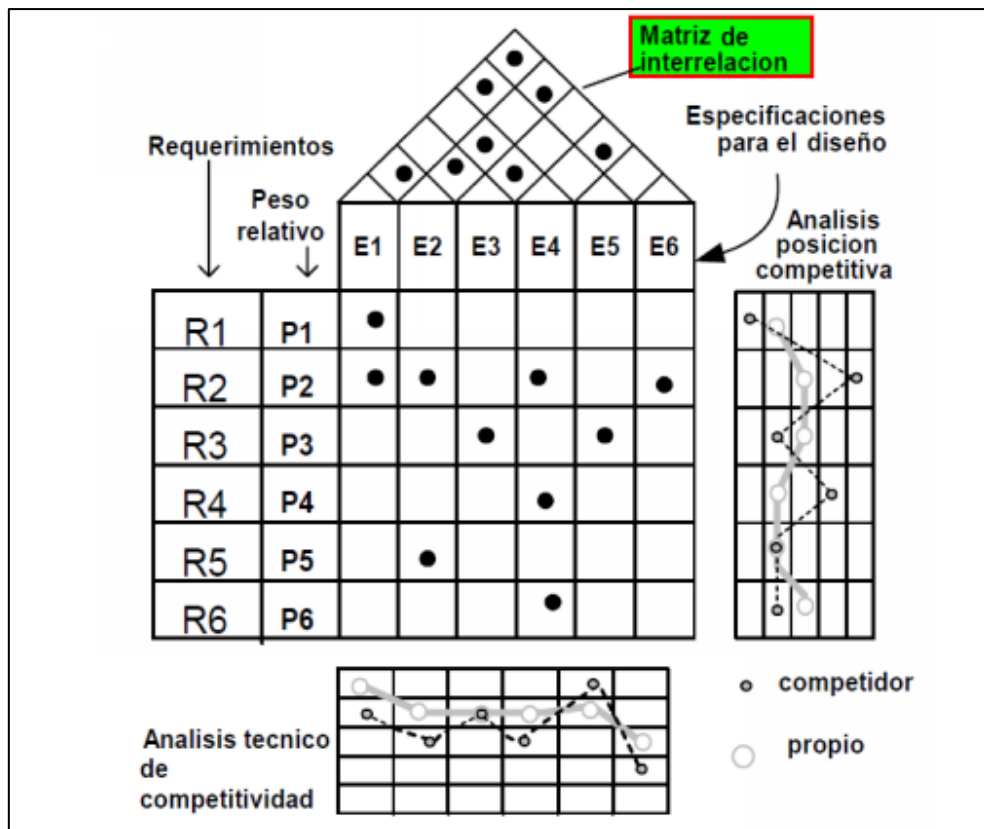 Matriz de
interrelacion
Especificaciones
para el diseño
Requerimientos
Peso
relativo
Analisis
posicion
competitiva
E1 E2 E3 E4 E5 E6
R1 P1
R2 P2
R3 P3
R4 P4
R5 P5
R6 P6
competidor
propio
Analisis tecnico
de
competitividad